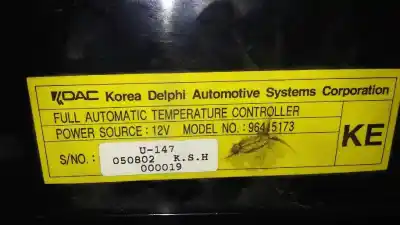 KDAC Korea Delphi Automotive Systems Corporation
FULL AUTOMATIC TEMPERATURE CONTROLLER
POWER SOURCE : 12V MODEL NO. :
KE
S/NO. :
U-147
050802 K.S.H
000019